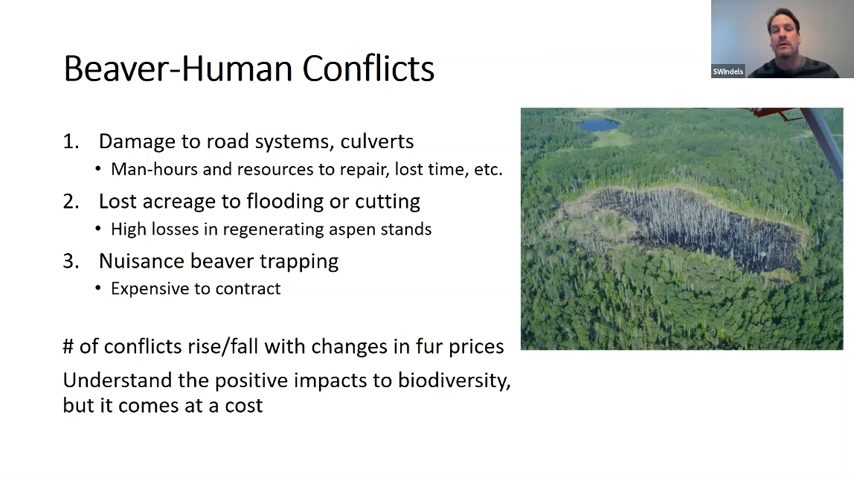 Beaver-Human Conflicts
SWindels
1. Damage to road systems, culverts
• Man-hours and resources to repair, lost time, etc.
2. Lost acreage to flooding or cutting
• High losses in regenerating aspen stands
3. Nuisance beaver trapping
• Expensive to contract
# of conflicts rise/fall with changes in fur prices
Understand the positive impacts to biodiversity,
but it comes at a cost